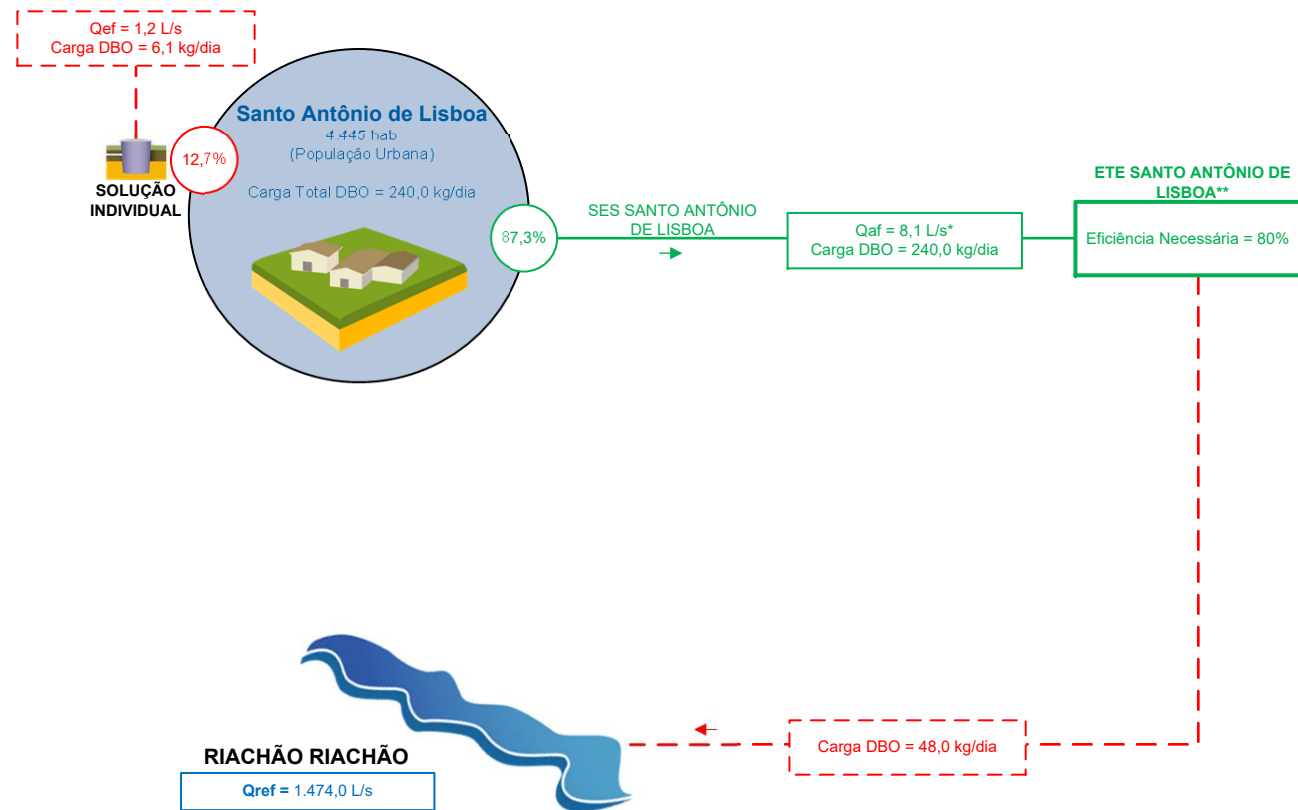 Qef = 1,2 L/s
Carga DBO = 6,1 kg/dia
Santo Antônio de Lisboa
4.445 hab
(População Urbana)
Carga Total DBO = 240,0 kg/dia
12,7%
SOLUÇÃO
INDIVIDUAL
87,3%
SES SANTO ANTÔNIO
DE LISBOA
Qaf = 8,1 L/s*
Carga DBO = 240,0 kg/dia
ETE SANTO ANTÔNIO DE
LISBOA**
Eficiência Necessária = 80%
Carga DBO = 48,0 kg/dia
RIACHÃO RIACHÃO
Qref = 1.474,0 L/s